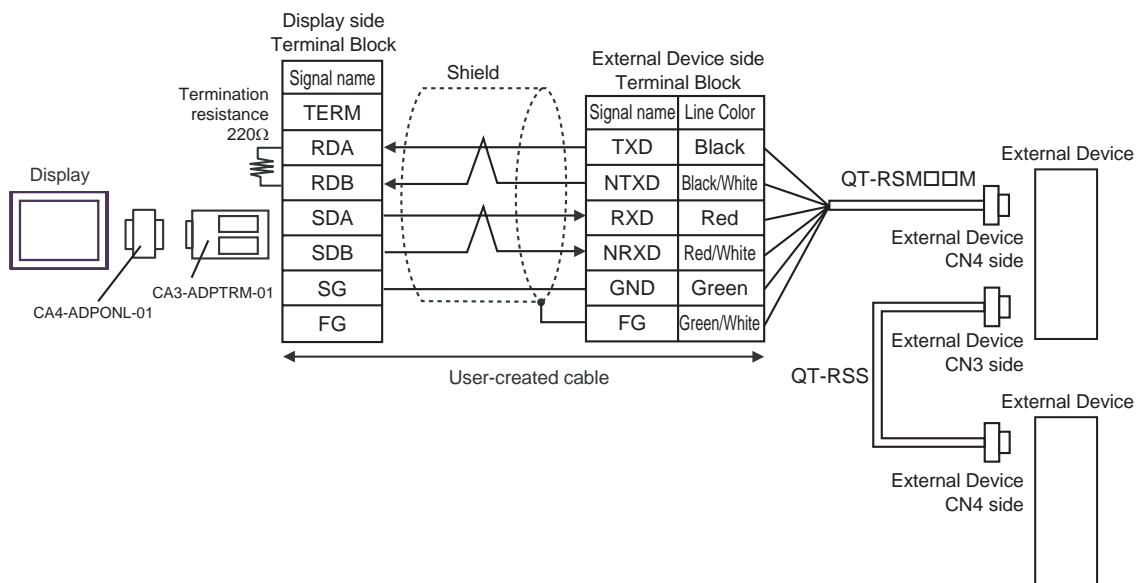 Display side
Terminal Block
Signal name
TERM
RDA
RDB
SDA
SDB
SG
FG
Termination
resistance
220Ω
Shield
External Device side
Terminal Block
Signal name Line Color
TXD Black
NTXD Black/White
RXD Red
NRXD Red/White
GND Green
FG Green/White
Display
CA4-ADPONL-01
CA3-ADPTRM-01
User-created cable
QT-RSM□□M
External Device
External Device
CN4 side
External Device
CN3 side
QT-RSS
External Device
External Device
CN4 side